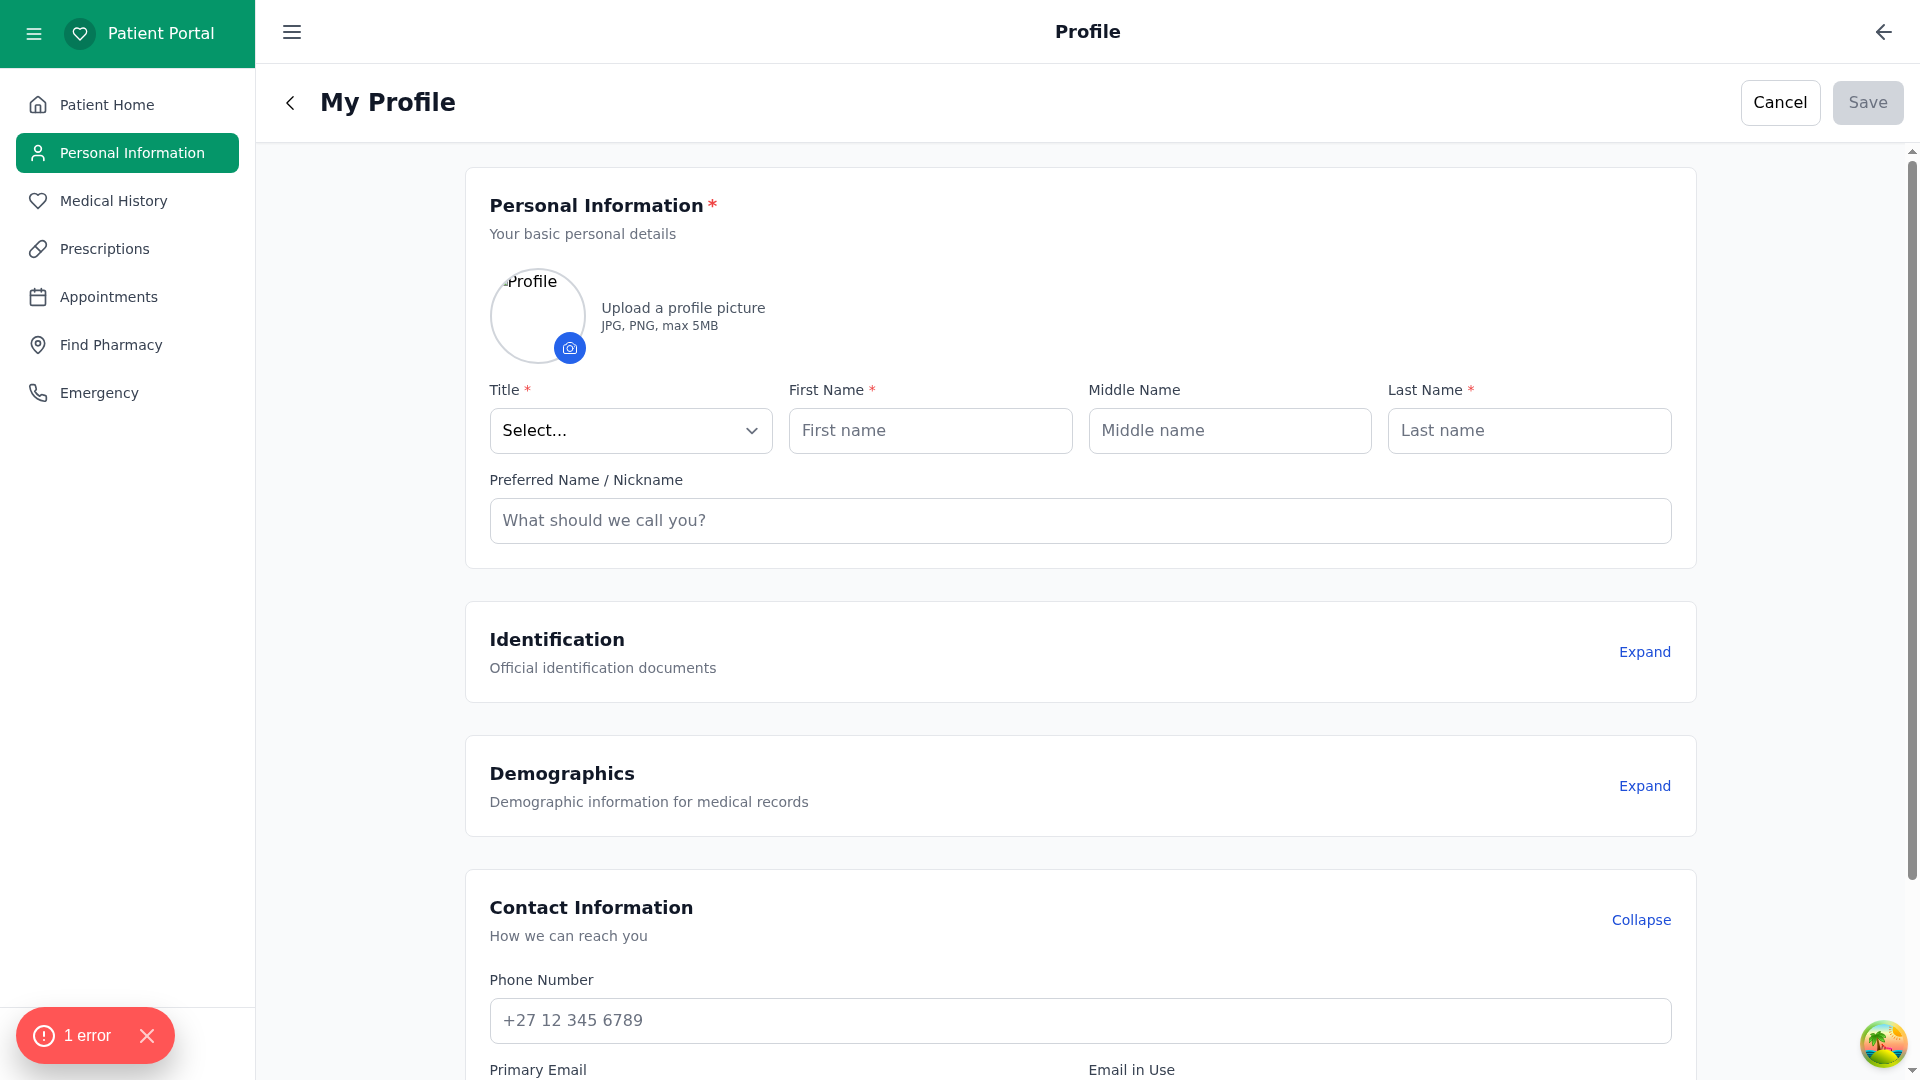 Patient Portal
Profile
My Profile
Cancel
Save
Patient Home
Personal Information
Medical History
Prescriptions
Appointments
Find Pharmacy
Emergency
Personal Information *
Your basic personal details
Profile
Upload a profile picture
JPG, PNG, max 5MB
Title *
First Name *
Middle Name
Last Name *
Select...
First name
Middle name
Last name
Preferred Name / Nickname
What should we call you?
Identification
Official identification documents
Expand
Demographics
Demographic information for medical records
Expand
Contact Information
How we can reach you
Collapse
Phone Number
+27 12 345 6789
Primary Email
Email in Use
1 error